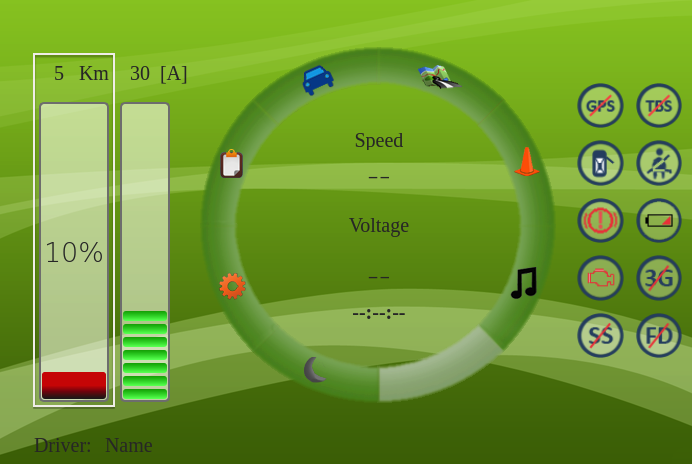 5 Km 30 [A]
10%
Speed
--
Voltage
--
--:--:--
GPS TBS
3G
SS FD
Driver: Name